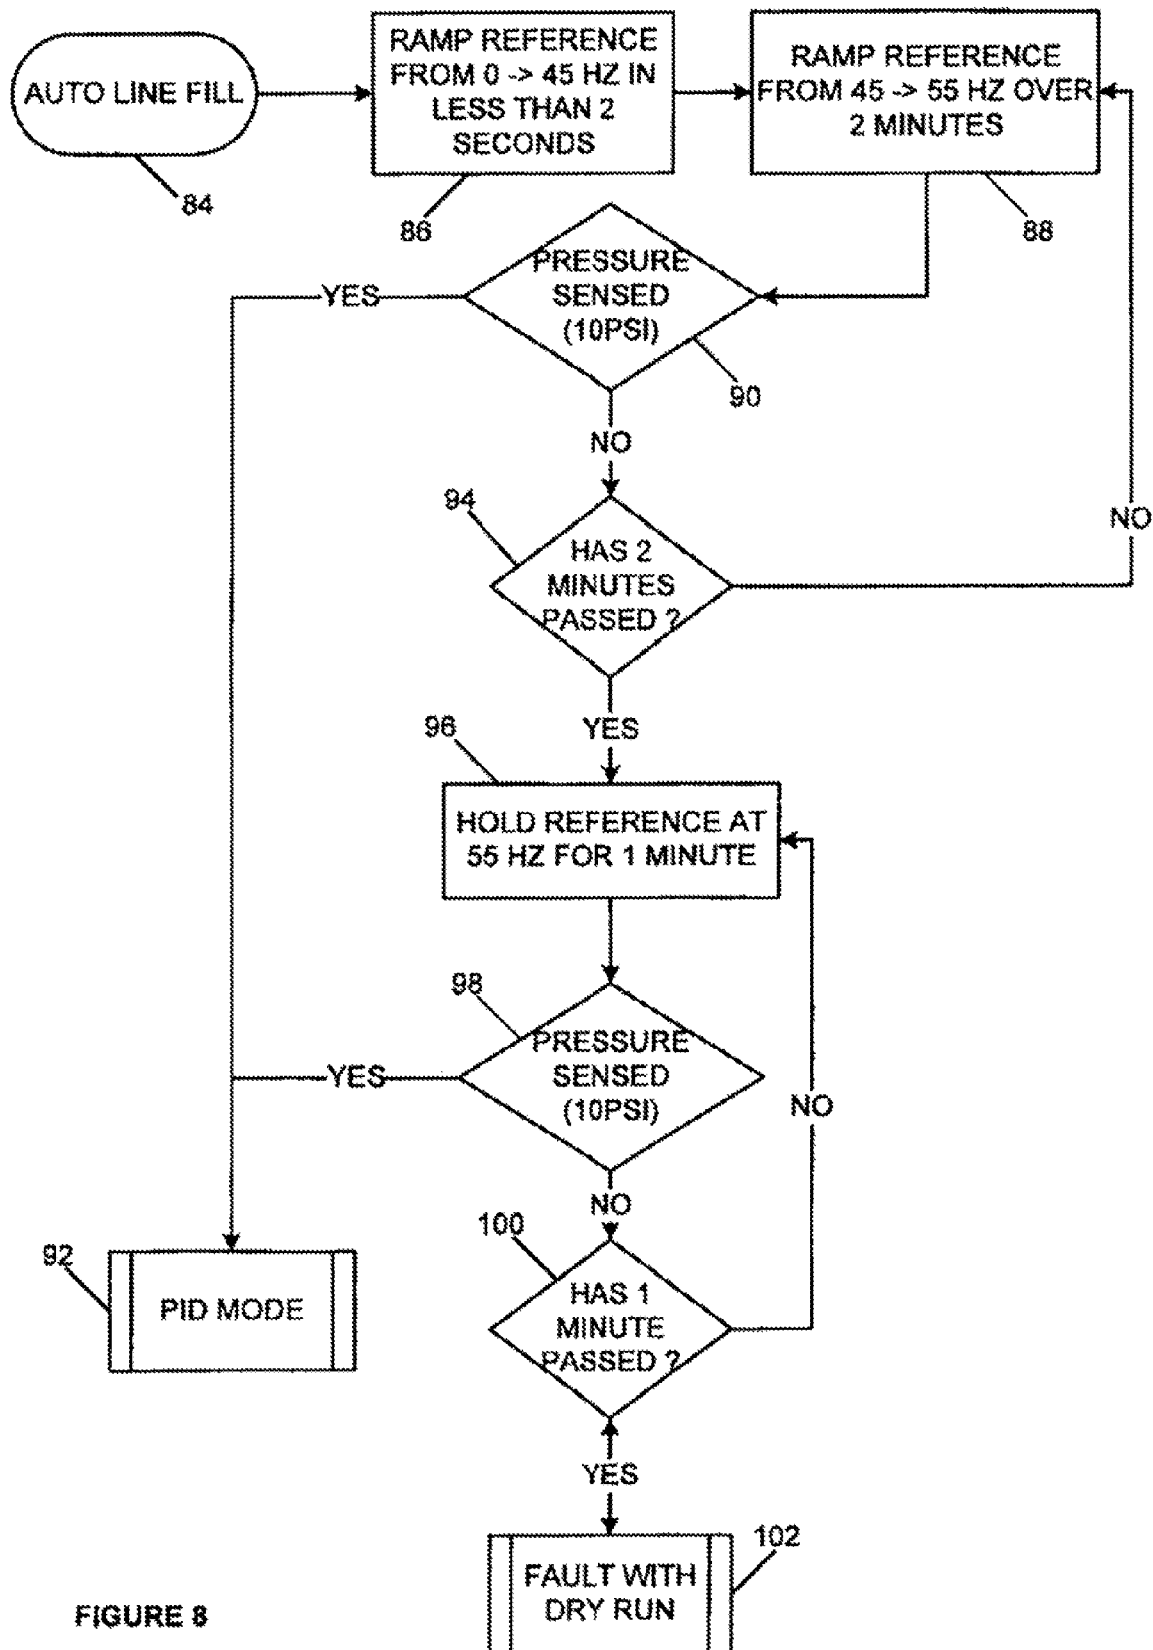 AUTO LINE FILL
84
RAMP REFERENCE
FROM 0 -> 45 HZ IN
LESS THAN 2
SECONDS
86
RAMP REFERENCE
FROM 45 -> 55 HZ OVER
2 MINUTES
88
PRESSURE
SENSED
(10PSI)
90
YES
NO
94
HAS 2
MINUTES
PASSED ?
NO
YES
96
HOLD REFERENCE AT
55 HZ FOR 1 MINUTE
98
PRESSURE
SENSED
(10PSI)
YES
NO
NO
100
HAS 1
MINUTE
PASSED ?
92
PID MODE
YES
102
FAULT WITH
DRY RUN
FIGURE 8